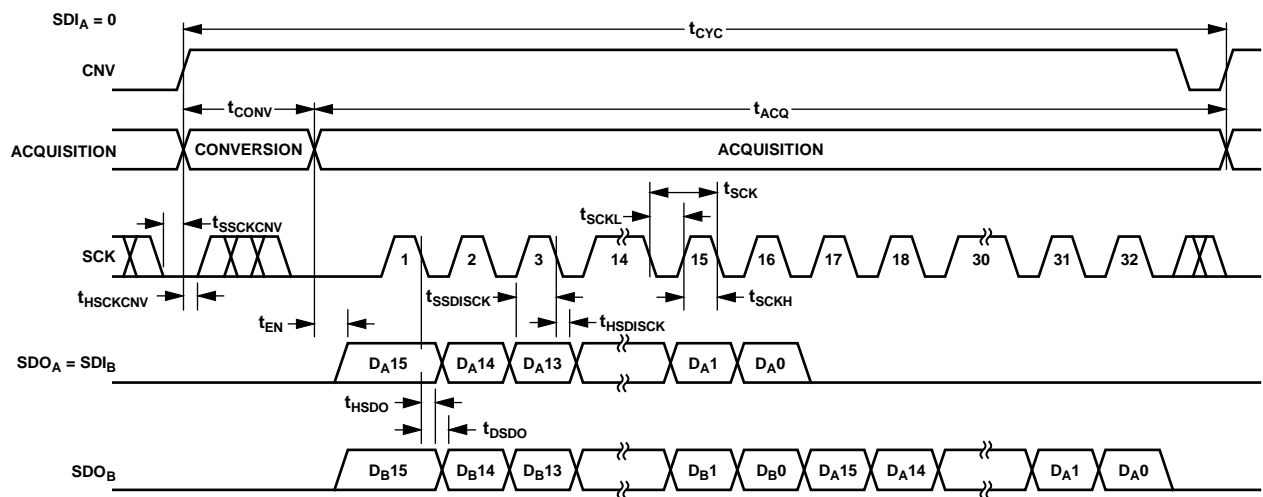 SDIA = 0
tCYC
CNV
tCONV
tACQ
ACQUISITION
CONVERSION
ACQUISITION
tSCK
tSSCKCNV
tSCKL
SCK
1
2
3
14
15
16
17
18
30
31
32
tHSCKCNV
tSSDISCK
tSCKH
tEN
tHSDISCK
SDOA = SDIB
DA15
DA14
DA13
DA1
DA0
tHSDO
tDSDO
SDOB
DB15
DB14
DB13
DB1
DB0
DA15
DA14
DA1
DA0